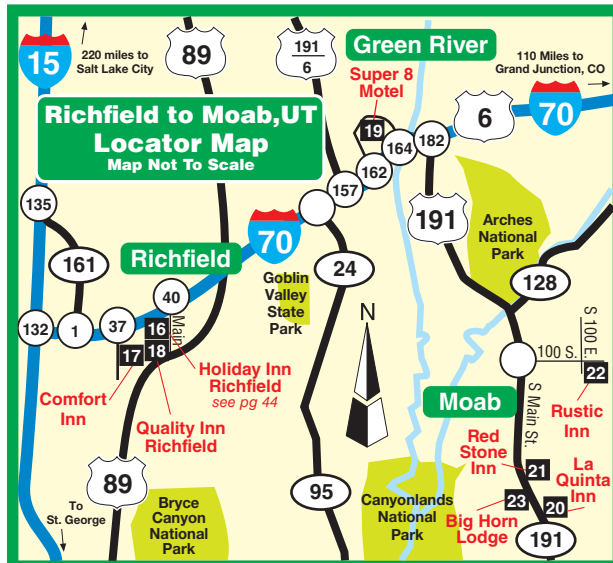 15
220 miles to
Salt Lake City
89
191
6
Green River
Super 8
Motel
19
110 Miles to
Grand Junction, CO
70
6
Richfield to Moab,UT
Locator Map
Map Not To Scale
164
182
162
157
135
191
Arches
National
Park
161
Richfield
70
24
Goblin
Valley
State
Park
128
40
N
132
1
37
16
Main
17
18
Holiday Inn
Richfield
see pg 44
Comfort
Inn
Quality Inn
Richfield
100 S.
S 100 E.
22
Rustic
Inn
Moab
S Main St.
Red
Stone
Inn
21
La
Quinta
Inn
23
20
Big Horn
Lodge
191
89
95
To
St. George
Bryce
Canyon
National
Park
Canyonlands
National
Park